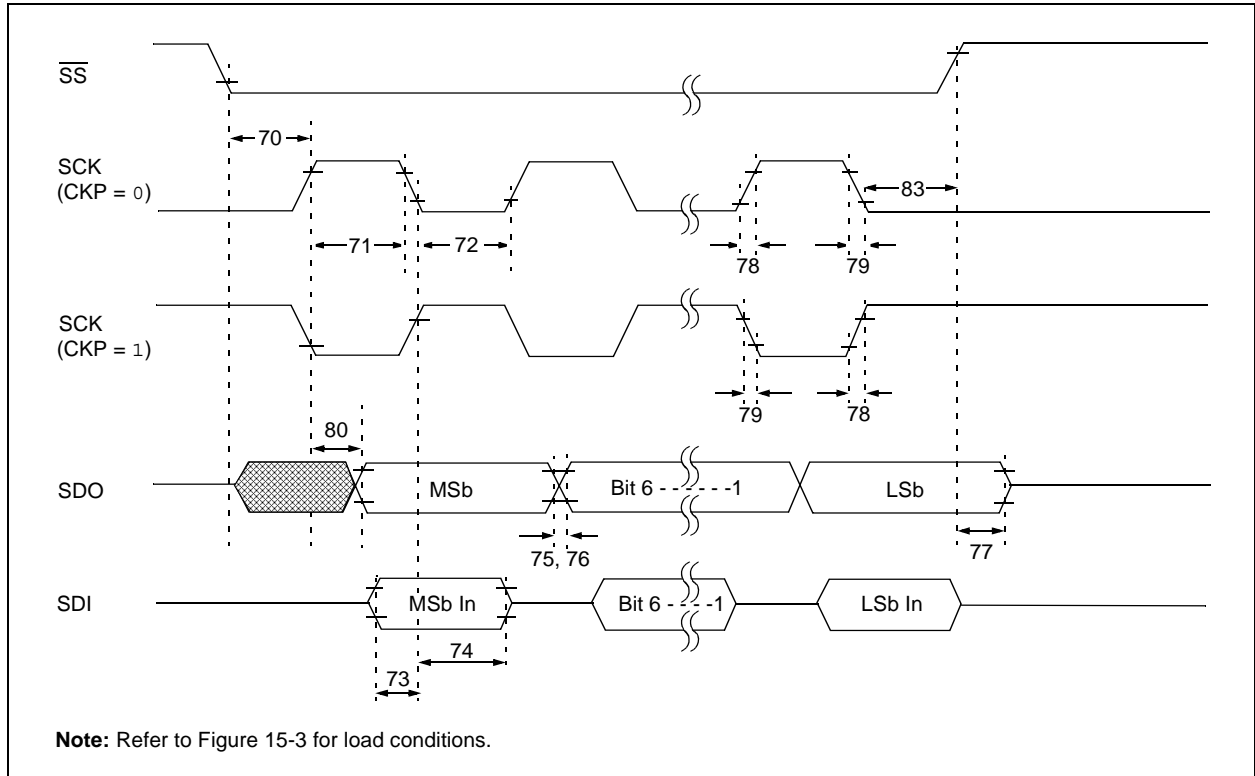 SS
70
SCK
(CKP = 0)
83
71
72
78
79
SCK
(CKP = 1)
79
78
80
SDO
MSb
Bit 6 - - - - - -1
LSb
75, 76
77
SDI
MSb In
Bit 6 - - - -1
LSb In
74
73
Note: Refer to Figure 15-3 for load conditions.